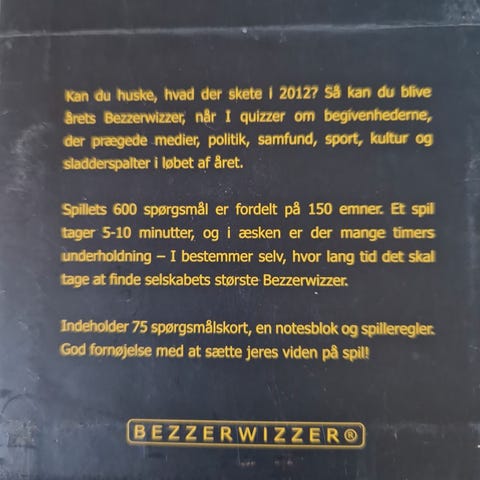 Kan du huske, hvad der skete i 2012? Så kan du blive
årets Bezzerwizzer, når I quizzer om begivenhederne,
der prægede medier, politik, samfund, sport, kultur og
sladderspalter i løbet af året.
Spillets 600 spørgsmål er fordelt på 150 emner. Et spil
tager 5-10 minutter, og i æsken er der mange timers
underholdning – I bestemmer selv, hvor lang tid det skal
tage at finde selskabets største Bezzerwizzer.
Indeholder 75 spørgsmålskort, en notesblok og spilleregler.
God fornøjelse med at sætte jeres viden på spil!
BEZZERWIZZER®